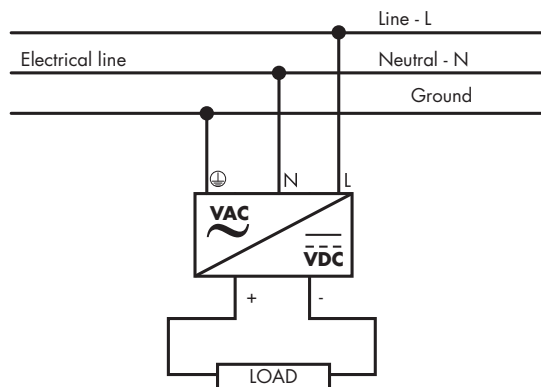 Line - L
Electrical line Neutral - N
Ground
N L
VAC
VDC
+ -
LOAD